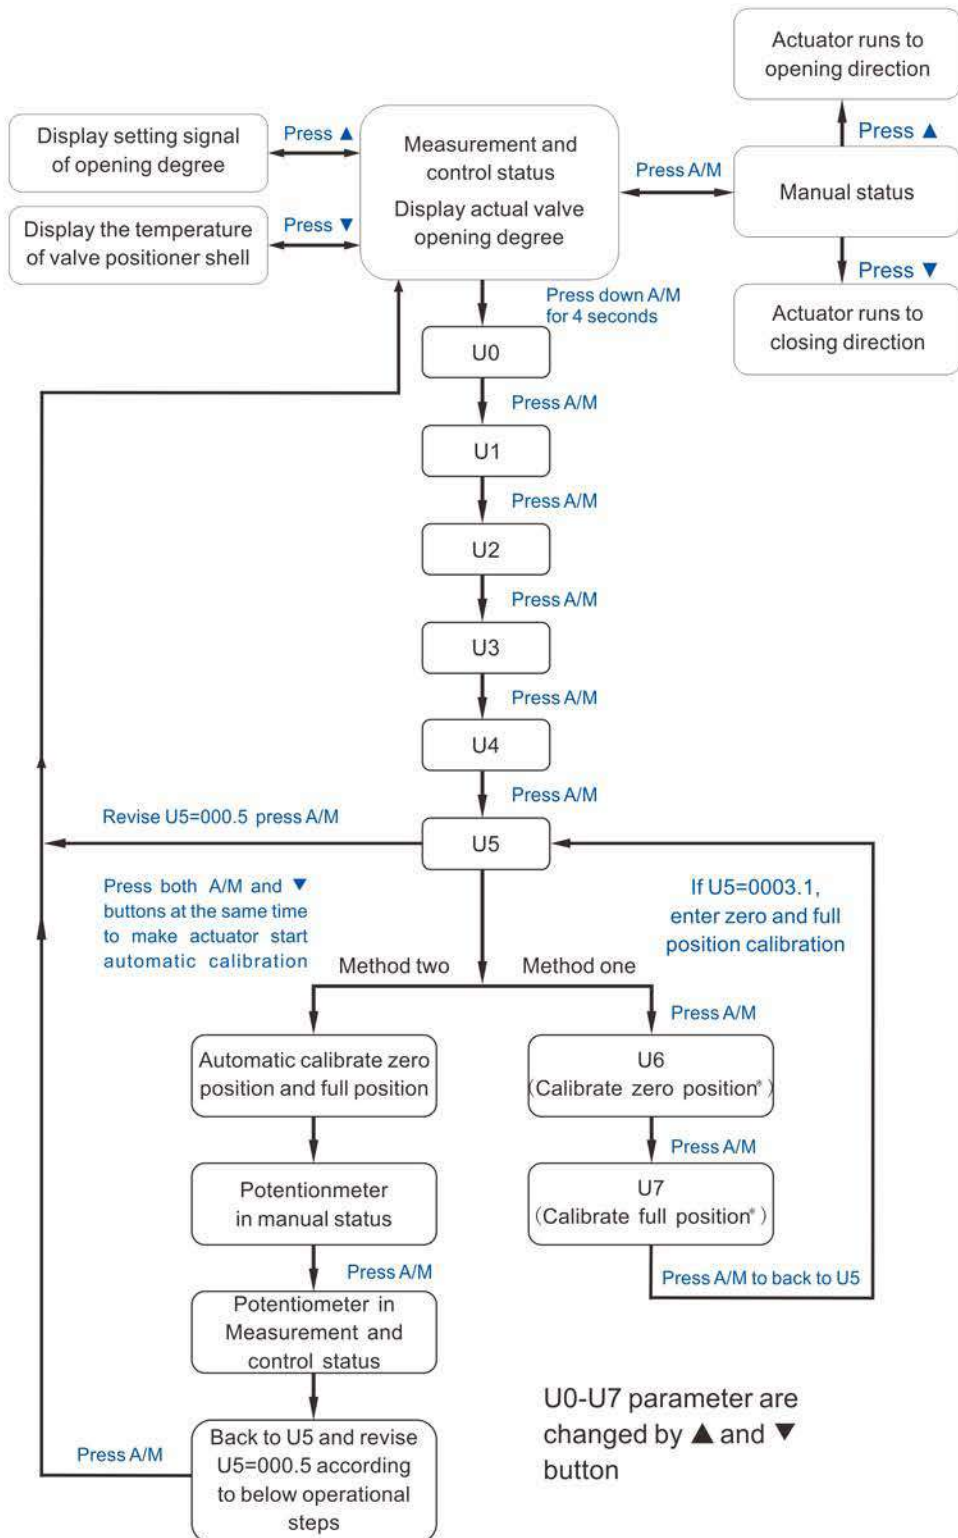 Actuator runs to
opening direction
Display setting signal
of opening degree
Press ▲
Measurement and
control status
Display actual valve
opening degree
Press A/M
Press ▲
Manual status
Display the temperature
of valve positioner shell
Press ▼
Press ▼
Actuator runs to
closing direction
Press down A/M
for 4 seconds
U0
Press A/M
U1
Press A/M
U2
Press A/M
U3
Press A/M
U4
Press A/M
Revise U5=000.5 press A/M
U5
Press both A/M and ▼
buttons at the same time
to make actuator start
automatic calibration
If U5=0003.1,
enter zero and full
position calibration
Method two
Method one
Press A/M
Automatic calibrate zero
position and full position
U6
(Calibrate zero position*)
Press A/M
Potentionmeter
in manual status
U7
(Calibrate full position*)
Press A/M
Press A/M to back to U5
Potentiometer in
Measurement and
control status
U0-U7 parameter are
changed by ▲ and ▼
button
Press A/M
Back to U5 and revise
U5=000.5 according
to below operational
steps